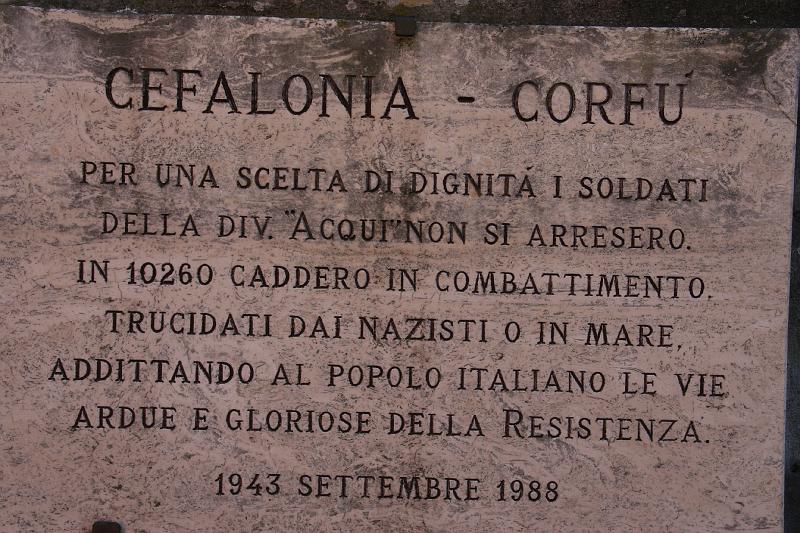 CEFALONIA - CORFÚ
PER UNA SCELTA DI DIGNITÁ I SOLDATI
DELLA DIV. "ACQUI" NON SI ARRESERO.
IN 10260 CADDERO IN COMBATTIMENTO,
TRUCIDATI DAI NAZISTI O IN MARE,
ADDITTANDO AL POPOLO ITALIANO LE VIE
ARDUE E GLORIOSE DELLA RESISTENZA.
1943 SETTEMBRE 1988